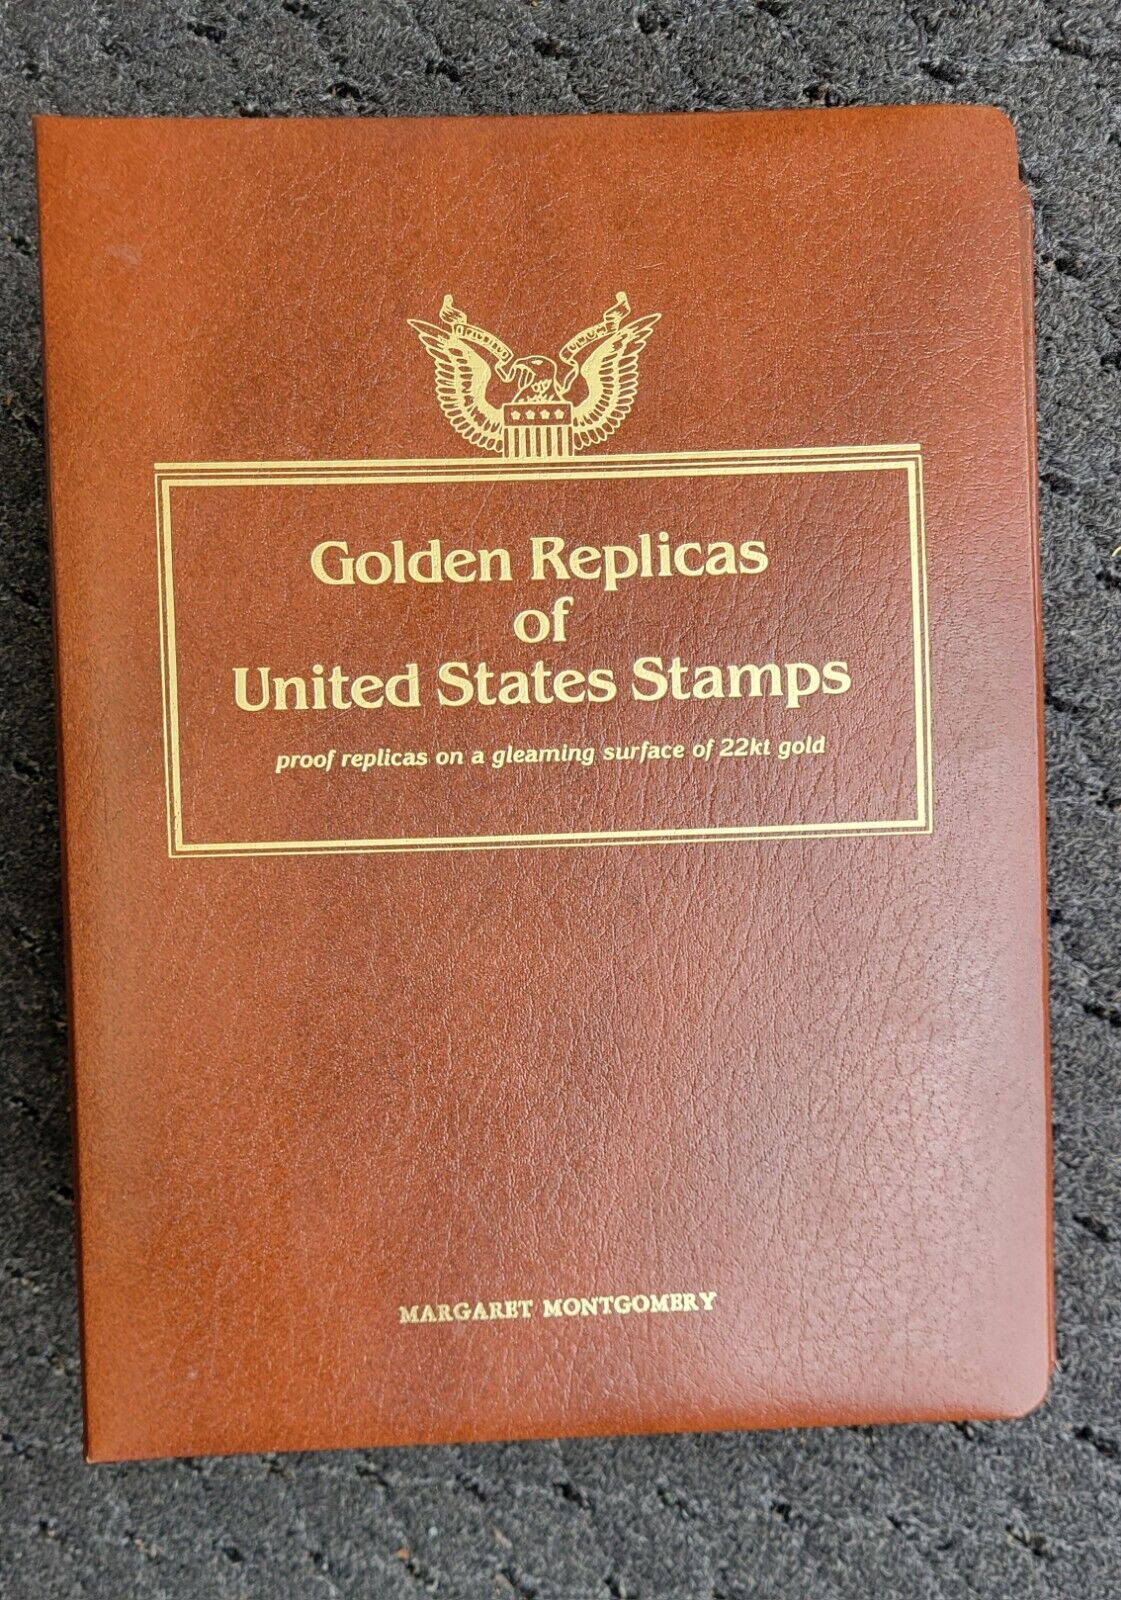 Golden Replicas
of
United States Stamps
proof replicas on a gleaming surface of 22kt gold
MARGARET MONTGOMERY